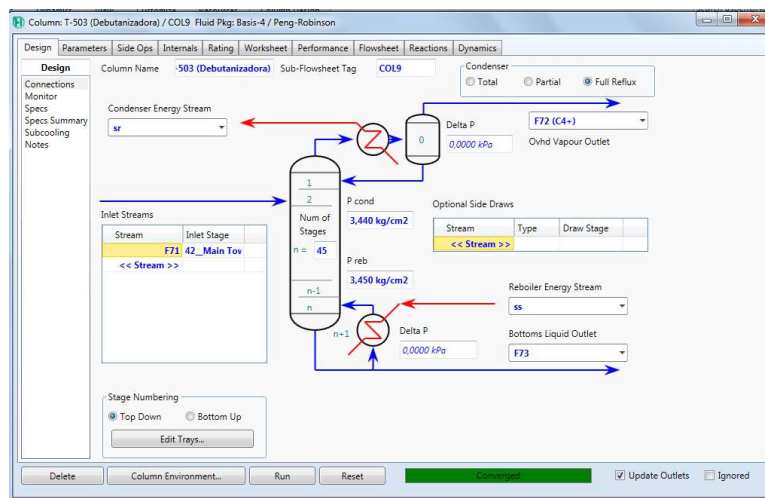 Column: T-503 (Debutanizadora) / COL9 Fluid Pkg: Basis-4 / Peng-Robinson
Design Parameters Side Ops Internals Rating Worksheet Performance Flowsheet Reactions Dynamics
Design
Connections
Monitor
Specs
Specs Summary
Subcooling
Notes
Column Name -503 (Debutanizadora) Sub-Flowsheet Tag COL9
Condenser
Total Partial Full Reflux
Condenser Energy Stream
sr
0
Delta P
0,0000 kPa
F72 (C4+)
Ovhd Vapour Outlet
1
2
Num of
Stages
n = 45
n-1
n
n+1
P cond
3,440 kg/cm2
P reb
3,450 kg/cm2
Inlet Streams
Stream Inlet Stage
F71 42__Main Tov
<< Stream >>
Optional Side Draws
Stream Type Draw Stage
<< Stream >>
Reboiler Energy Stream
ss
Delta P
0,0000 kPa
Bottoms Liquid Outlet
F73
Stage Numbering
Top Down Bottom Up
Edit Trays...
Delete Column Environment... Run Reset Converged Update Outlets Ignored